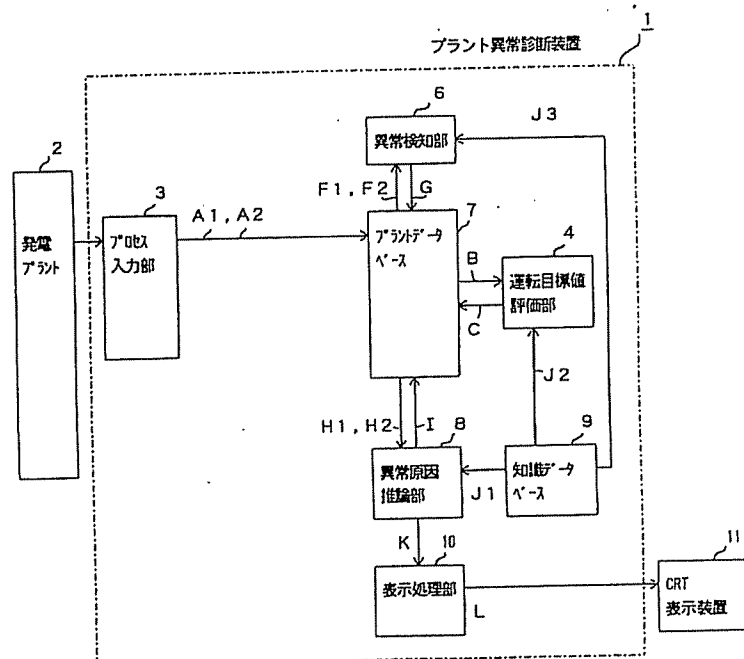 1
プラント異常診断装置
6
異常検知部
J3
2
発電
プラント
3
プロセス
入力部
A1, A2
F1, F2
G
7
プラントデータ
ベース
B
C
4
運転目標値
評価部
J2
H1, H2
I
8
異常原因
推論部
J1
9
知識データ
ベース
K
10
表示処理部
L
11
CRT
表示装置